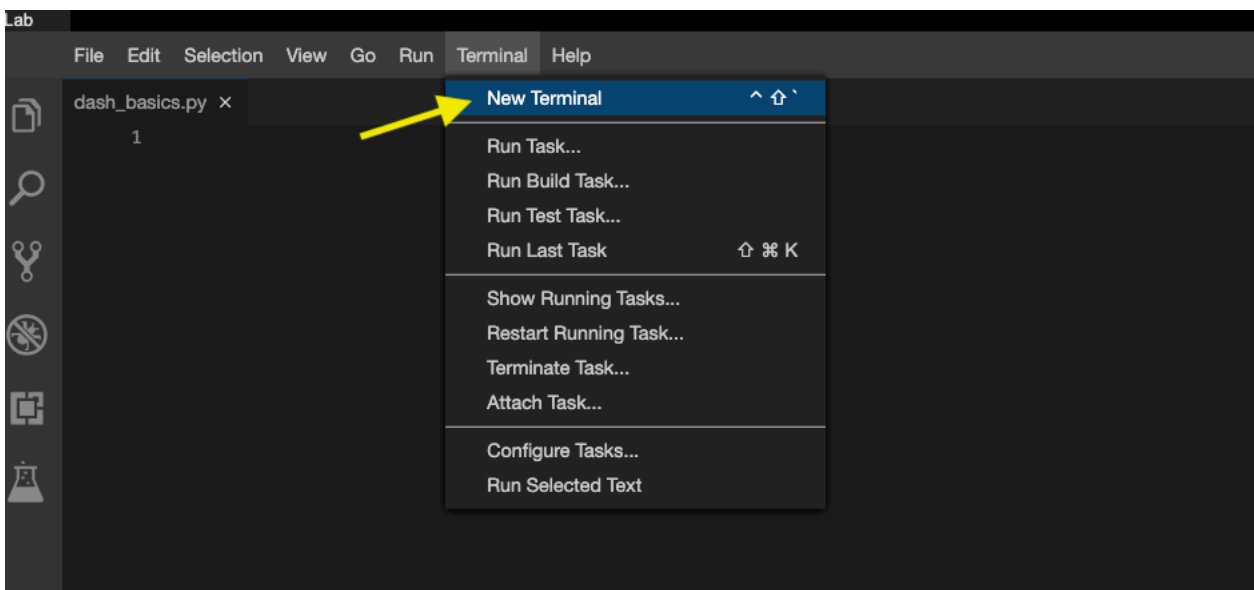 Lab
File Edit Selection View Go Run Terminal Help
dash_basics.py ×
1
New Terminal ^ ⇧ `
Run Task...
Run Build Task...
Run Test Task...
Run Last Task ⇧ ⌘ K
Show Running Tasks...
Restart Running Task...
Terminate Task...
Attach Task...
Configure Tasks...
Run Selected Text